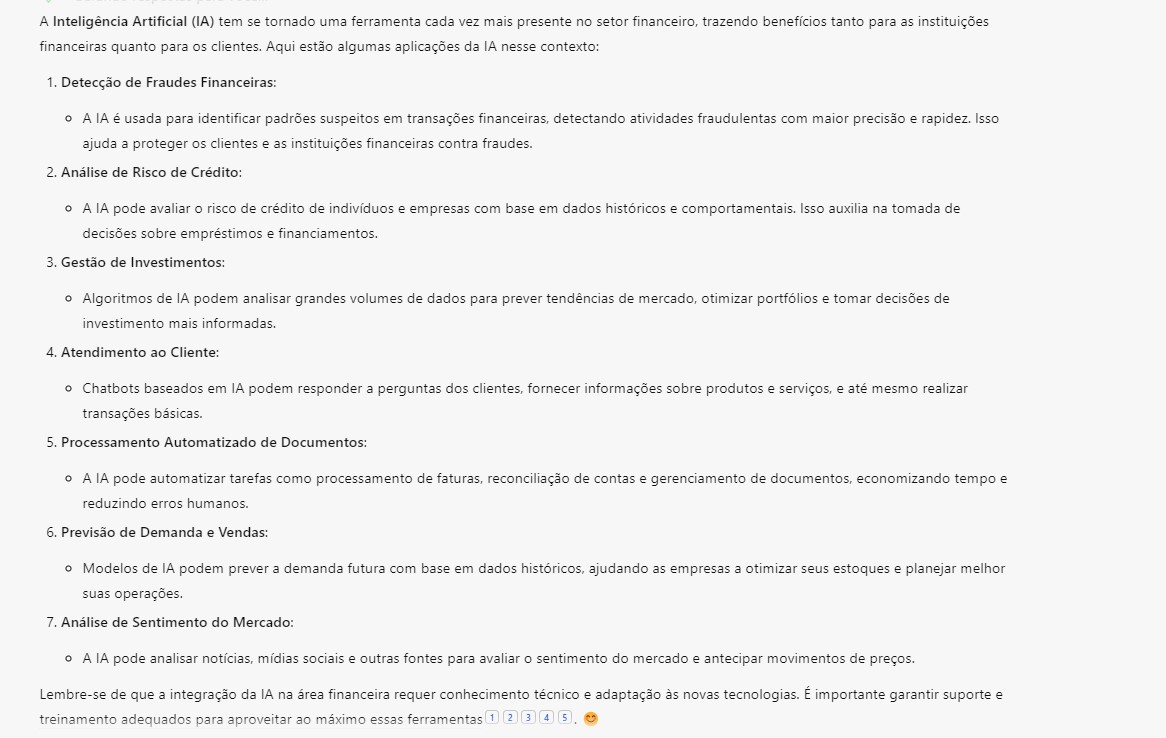 A Inteligência Artificial (IA) tem se tornado uma ferramenta cada vez mais presente no setor financeiro, trazendo benefícios tanto para as instituições
financeiras quanto para os clientes. Aqui estão algumas aplicações da IA nesse contexto:
1. Detecção de Fraudes Financeiras:
A IA é usada para identificar padrões suspeitos em transações financeiras, detectando atividades fraudulentas com maior precisão e rapidez. Isso
ajuda a proteger os clientes e as instituições financeiras contra fraudes.
2. Análise de Risco de Crédito:
A IA pode avaliar o risco de crédito de indivíduos e empresas com base em dados históricos e comportamentais. Isso auxilia na tomada de
decisões sobre empréstimos e financiamentos.
3. Gestão de Investimentos:
Algoritmos de IA podem analisar grandes volumes de dados para prever tendências de mercado, otimizar portfólios e tomar decisões de
investimento mais informadas.
4. Atendimento ao Cliente:
Chatbots baseados em IA podem responder a perguntas dos clientes, fornecer informações sobre produtos e serviços, e até mesmo realizar
transações básicas.
5. Processamento Automatizado de Documentos:
A IA pode automatizar tarefas como processamento de faturas, reconciliação de contas e gerenciamento de documentos, economizando tempo e
reduzindo erros humanos.
6. Previsão de Demanda e Vendas:
Modelos de IA podem prever a demanda futura com base em dados históricos, ajudando as empresas a otimizar seus estoques e planejar melhor
suas operações.
7. Análise de Sentimento do Mercado:
A IA pode analisar notícias, mídias sociais e outras fontes para avaliar o sentimento do mercado e antecipar movimentos de preços.
Lembre-se de que a integração da IA na área financeira requer conhecimento técnico e adaptação às novas tecnologias. É importante garantir suporte e
treinamento adequados para aproveitar ao máximo essas ferramentas 1 2 3 4 5 . 😊